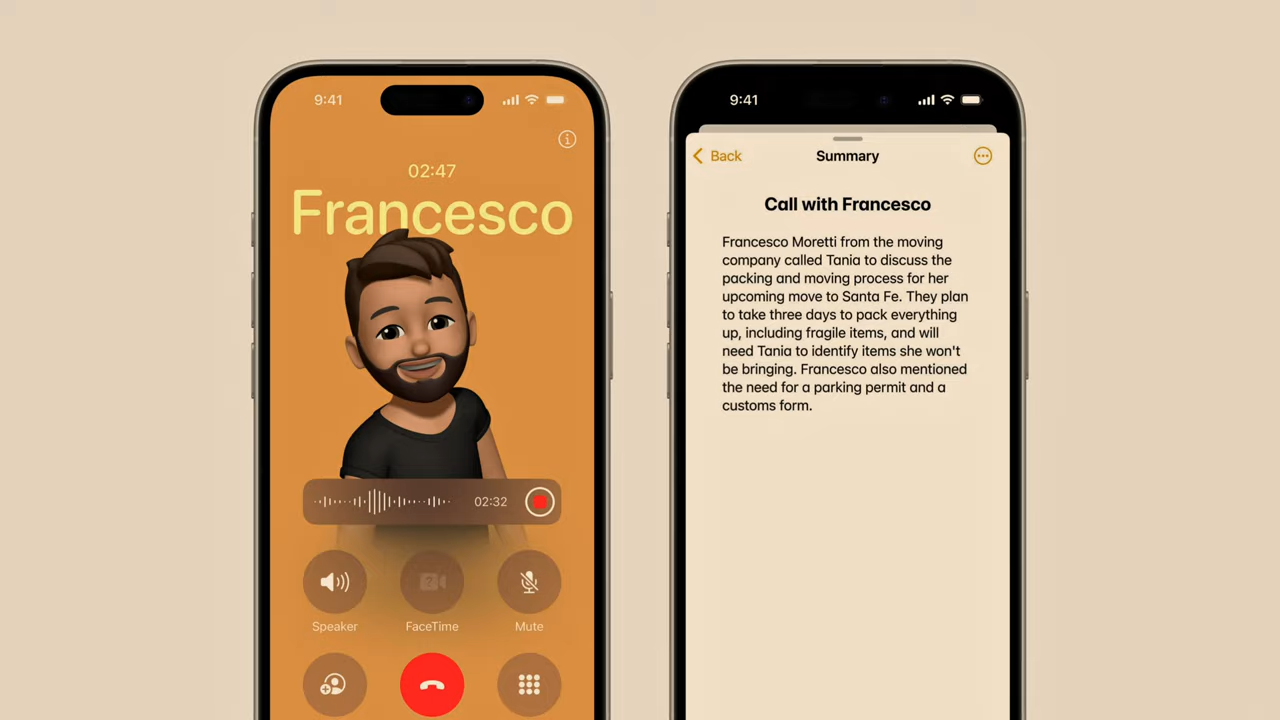 9:41
02:47
Francesco
02:32
Speaker
FaceTime
Mute
9:41
Back
Summary
Call with Francesco
Francesco Moretti from the moving
company called Tania to discuss the
packing and moving process for her
upcoming move to Santa Fe. They plan
to take three days to pack everything
up, including fragile items, and will
need Tania to identify items she won't
be bringing. Francesco also mentioned
the need for a parking permit and a
customs form.